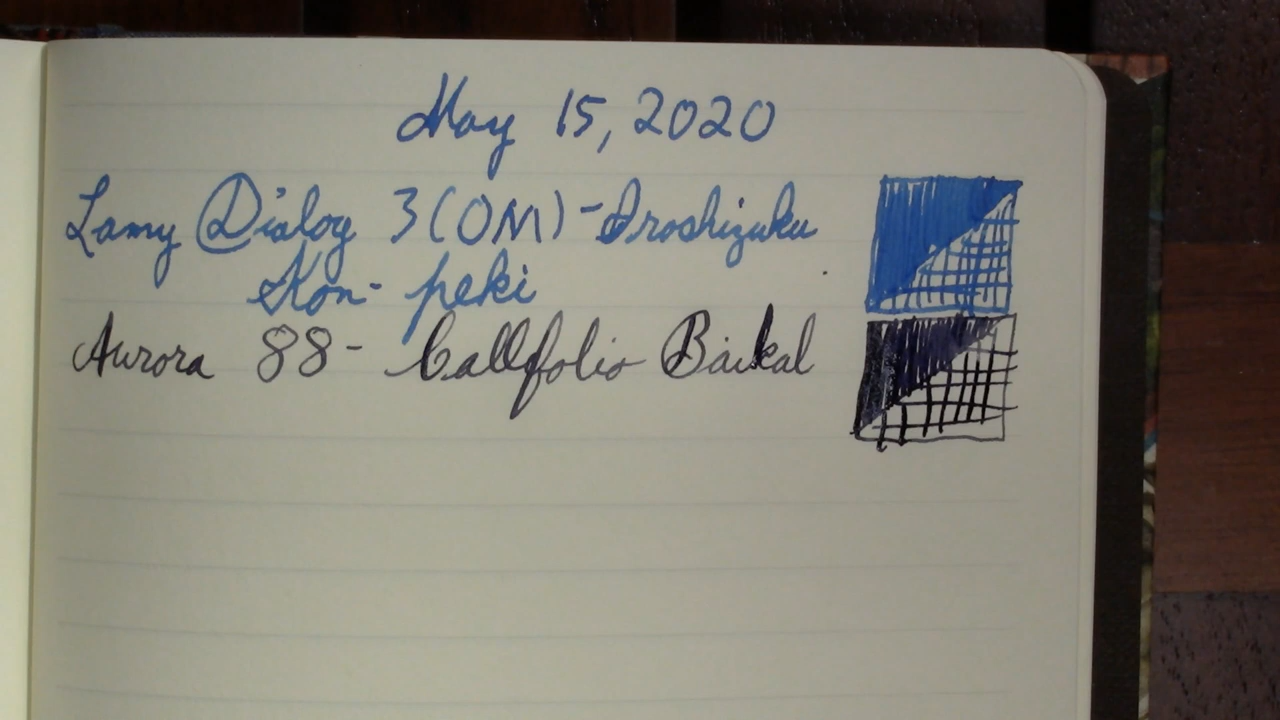 May 15, 2020
Lamy Dialog 3 (OM) - Iroshizuku
Kon-peki
Aurora 88 - Callifolio Baikal